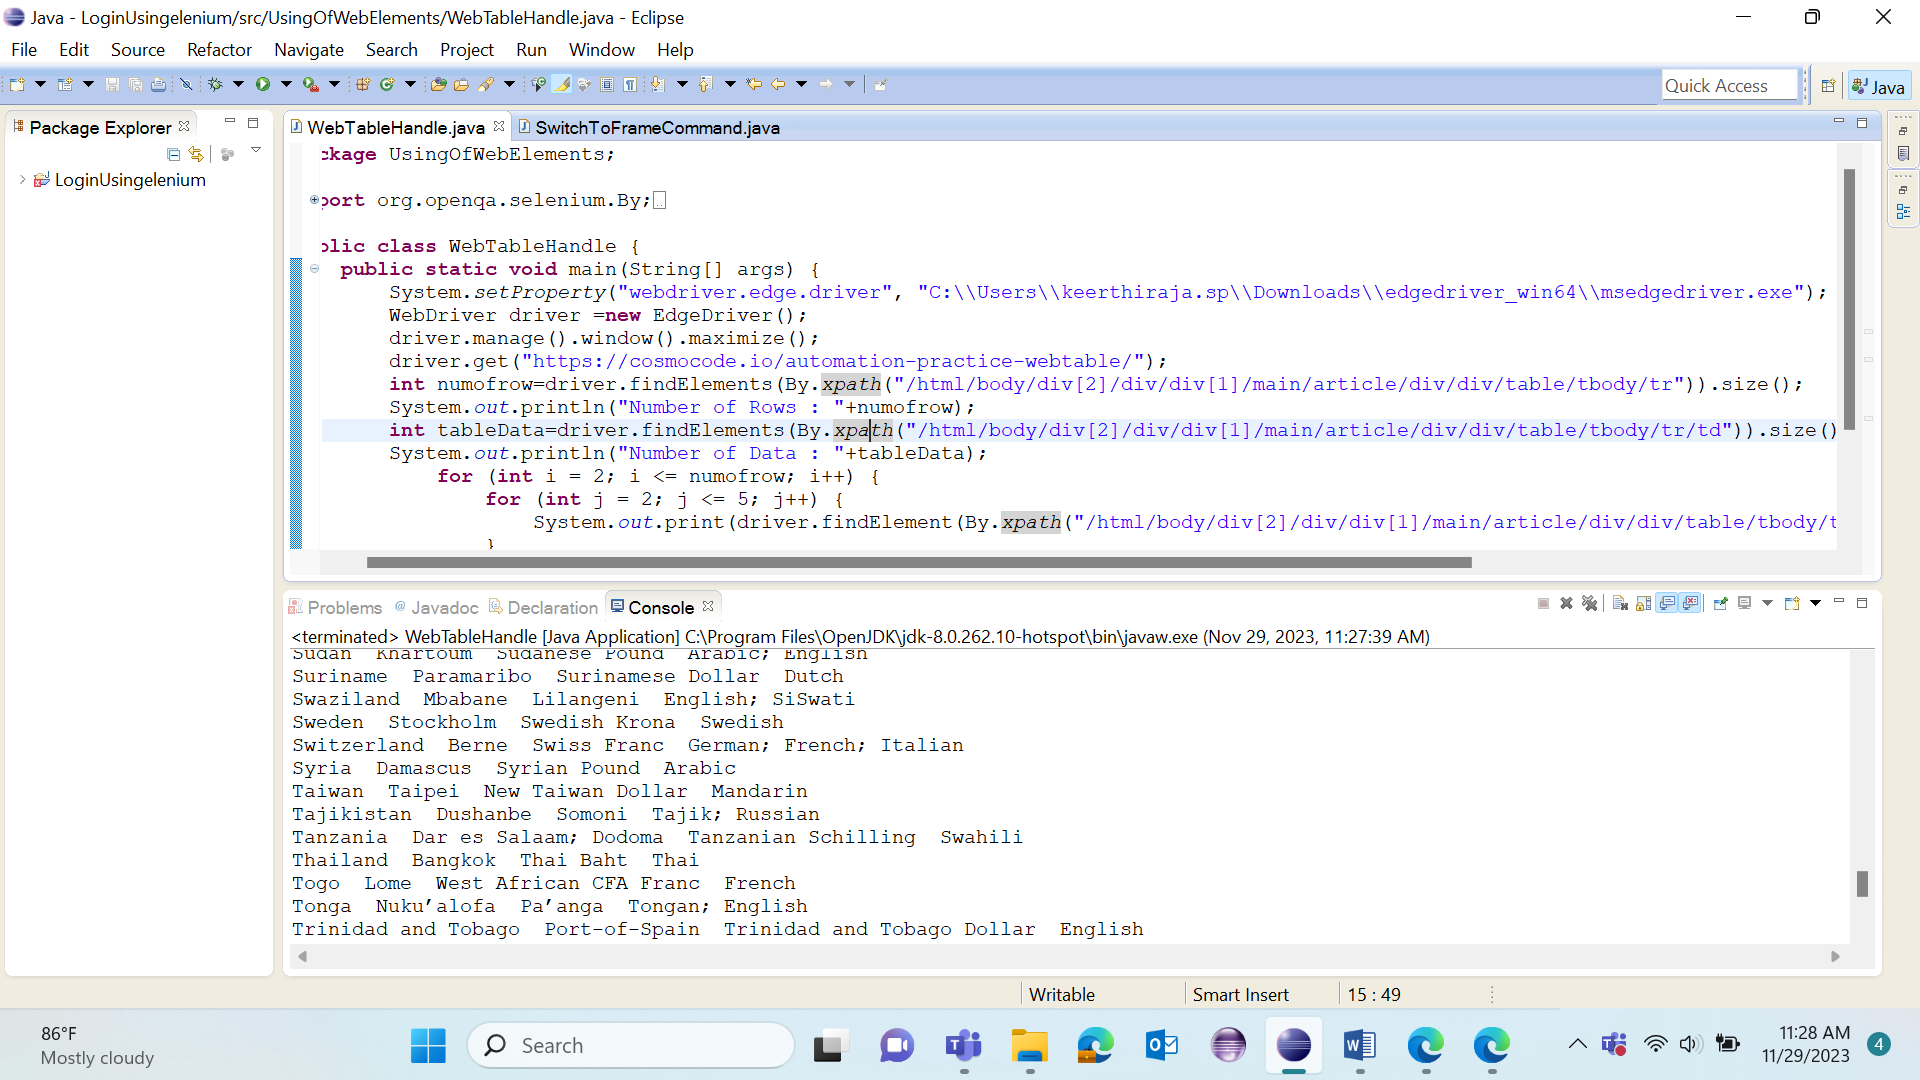 Java - LoginUsingelenium/src/UsingOfWebElements/WebTableHandle.java - Eclipse
File Edit Source Refactor Navigate Search Project Run Window Help
Quick Access
Java
Package Explorer
LoginUsingelenium
WebTableHandle.java SwitchToFrameCommand.java
ckage UsingOfWebElements;
port org.openqa.selenium.By;
blic class WebTableHandle {
public static void main(String[] args) {
System.setProperty("webdriver.edge.driver", "C:\\Users\\keerthiraja.sp\\Downloads\\edgedriver_win64\\msedgedriver.exe");
WebDriver driver =new EdgeDriver();
driver.manage().window().maximize();
driver.get("https://cosmocode.io/automation-practice-webtable/");
int numofrow=driver.findElements(By.xpath("/html/body/div[2]/div/div[1]/main/article/div/div/table/tbody/tr")).size();
System.out.println("Number of Rows : "+numofrow);
int tableData=driver.findElements(By.xpath("/html/body/div[2]/div/div[1]/main/article/div/div/table/tbody/tr/td")).size()
System.out.println("Number of Data : "+tableData);
for (int i = 2; i <= numofrow; i++) {
for (int j = 2; j <= 5; j++) {
System.out.print(driver.findElement(By.xpath("/html/body/div[2]/div/div[1]/main/article/div/div/table/tbody/t
}
Problems @ Javadoc Declaration Console
<terminated> WebTableHandle [Java Application] C:\Program Files\OpenJDK\jdk-8.0.262.10-hotspot\bin\javaw.exe (Nov 29, 2023, 11:27:39 AM)
Sudan Khartoum Sudanese Pound Arabic; English
Suriname Paramaribo Surinamese Dollar Dutch
Swaziland Mbabane Lilangeni English; SiSwati
Sweden Stockholm Swedish Krona Swedish
Switzerland Berne Swiss Franc German; French; Italian
Syria Damascus Syrian Pound Arabic
Taiwan Taipei New Taiwan Dollar Mandarin
Tajikistan Dushanbe Somoni Tajik; Russian
Tanzania Dar es Salaam; Dodoma Tanzanian Schilling Swahili
Thailand Bangkok Thai Baht Thai
Togo Lome West African CFA Franc French
Tonga Nuku’alofa Pa’anga Tongan; English
Trinidad and Tobago Port-of-Spain Trinidad and Tobago Dollar English
Writable Smart Insert 15 : 49
86°F
Mostly cloudy
Search
11:28 AM
11/29/2023
4